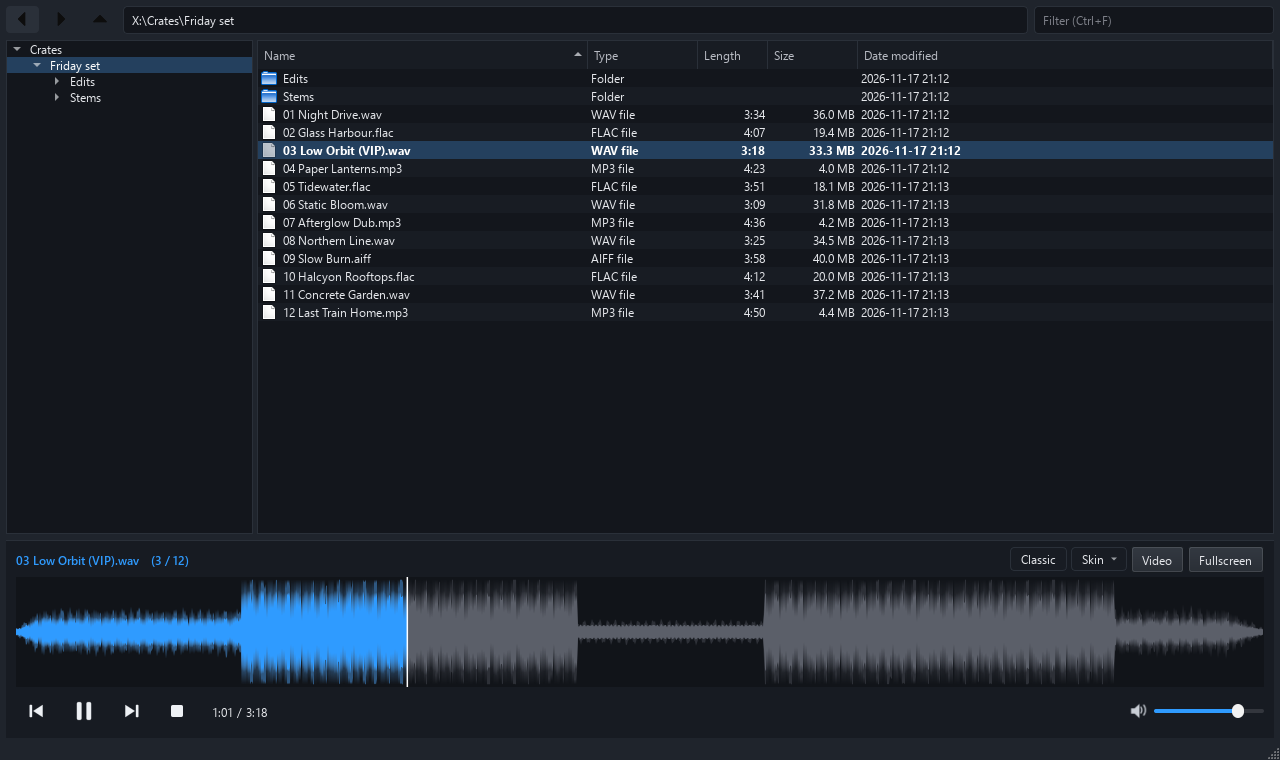 X:\Crates\Friday set
Filter (Ctrl+F)
Crates
Friday set
Edits
Stems
Name Type Length Size Date modified
Edits Folder 2026-11-17 21:12
Stems Folder 2026-11-17 21:12
01 Night Drive.wav WAV file 3:34 36.0 MB 2026-11-17 21:12
02 Glass Harbour.flac FLAC file 4:07 19.4 MB 2026-11-17 21:12
03 Low Orbit (VIP).wav WAV file 3:18 33.3 MB 2026-11-17 21:12
04 Paper Lanterns.mp3 MP3 file 4:23 4.0 MB 2026-11-17 21:12
05 Tidewater.flac FLAC file 3:51 18.1 MB 2026-11-17 21:13
06 Static Bloom.wav WAV file 3:09 31.8 MB 2026-11-17 21:13
07 Afterglow Dub.mp3 MP3 file 4:36 4.2 MB 2026-11-17 21:13
08 Northern Line.wav WAV file 3:25 34.5 MB 2026-11-17 21:13
09 Slow Burn.aiff AIFF file 3:58 40.0 MB 2026-11-17 21:13
10 Halcyon Rooftops.flac FLAC file 4:12 20.0 MB 2026-11-17 21:13
11 Concrete Garden.wav WAV file 3:41 37.2 MB 2026-11-17 21:13
12 Last Train Home.mp3 MP3 file 4:50 4.4 MB 2026-11-17 21:13
03 Low Orbit (VIP).wav (3 / 12)
Classic Skin Video Fullscreen
1:01 / 3:18